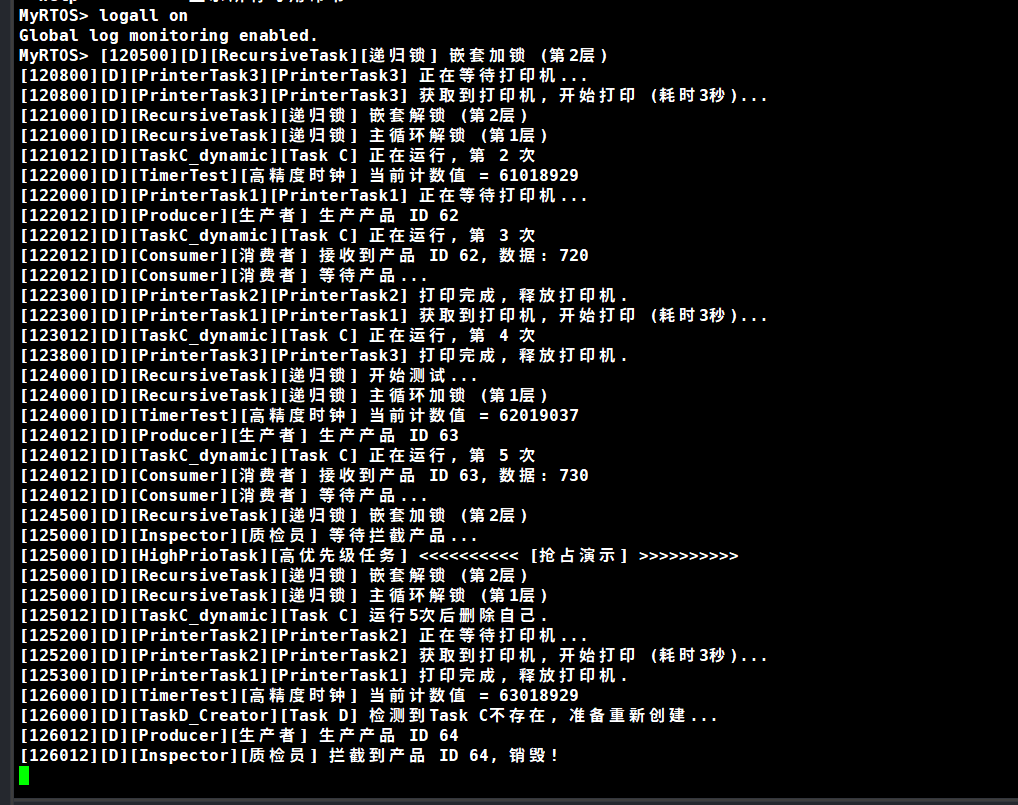 MyRTOS> logall on
Global log monitoring enabled.
MyRTOS> [120500][D][RecursiveTask][递归锁] 嵌套加锁 (第2层)
[120800][D][PrinterTask3][PrinterTask3] 正在等待打印机...
[120800][D][PrinterTask3][PrinterTask3] 获取到打印机, 开始打印 (耗时3秒)...
[121000][D][RecursiveTask][递归锁] 嵌套解锁 (第2层)
[121000][D][RecursiveTask][递归锁] 主循环解锁 (第1层)
[121012][D][TaskC_dynamic][Task C] 正在运行, 第 2 次
[122000][D][TimerTest][高精度时钟] 当前计数值 = 61018929
[122000][D][PrinterTask1][PrinterTask1] 正在等待打印机...
[122012][D][Producer][生产者] 生产产品 ID 62
[122012][D][TaskC_dynamic][Task C] 正在运行, 第 3 次
[122012][D][Consumer][消费者] 接收到产品 ID 62, 数据: 720
[122012][D][Consumer][消费者] 等待产品...
[122300][D][PrinterTask2][PrinterTask2] 打印完成, 释放打印机.
[122300][D][PrinterTask1][PrinterTask1] 获取到打印机, 开始打印 (耗时3秒)...
[123012][D][TaskC_dynamic][Task C] 正在运行, 第 4 次
[123800][D][PrinterTask3][PrinterTask3] 打印完成, 释放打印机.
[124000][D][RecursiveTask][递归锁] 开始测试...
[124000][D][RecursiveTask][递归锁] 主循环加锁 (第1层)
[124000][D][TimerTest][高精度时钟] 当前计数值 = 62019037
[124012][D][Producer][生产者] 生产产品 ID 63
[124012][D][TaskC_dynamic][Task C] 正在运行, 第 5 次
[124012][D][Consumer][消费者] 接收到产品 ID 63, 数据: 730
[124012][D][Consumer][消费者] 等待产品...
[124500][D][RecursiveTask][递归锁] 嵌套加锁 (第2层)
[125000][D][Inspector][质检员] 等待拦截产品...
[125000][D][HighPrioTask][高优先级任务] <<<<<<<<<< [抢占演示] >>>>>>>>>>
[125000][D][RecursiveTask][递归锁] 嵌套解锁 (第2层)
[125000][D][RecursiveTask][递归锁] 主循环解锁 (第1层)
[125012][D][TaskC_dynamic][Task C] 运行5次后删除自己.
[125200][D][PrinterTask2][PrinterTask2] 正在等待打印机...
[125200][D][PrinterTask2][PrinterTask2] 获取到打印机, 开始打印 (耗时3秒)...
[125300][D][PrinterTask1][PrinterTask1] 打印完成, 释放打印机.
[126000][D][TimerTest][高精度时钟] 当前计数值 = 63018929
[126000][D][TaskD_Creator][Task D] 检测到Task C不存在, 准备重新创建...
[126012][D][Producer][生产者] 生产产品 ID 64
[126012][D][Inspector][质检员] 拦截到产品 ID 64, 销毁!